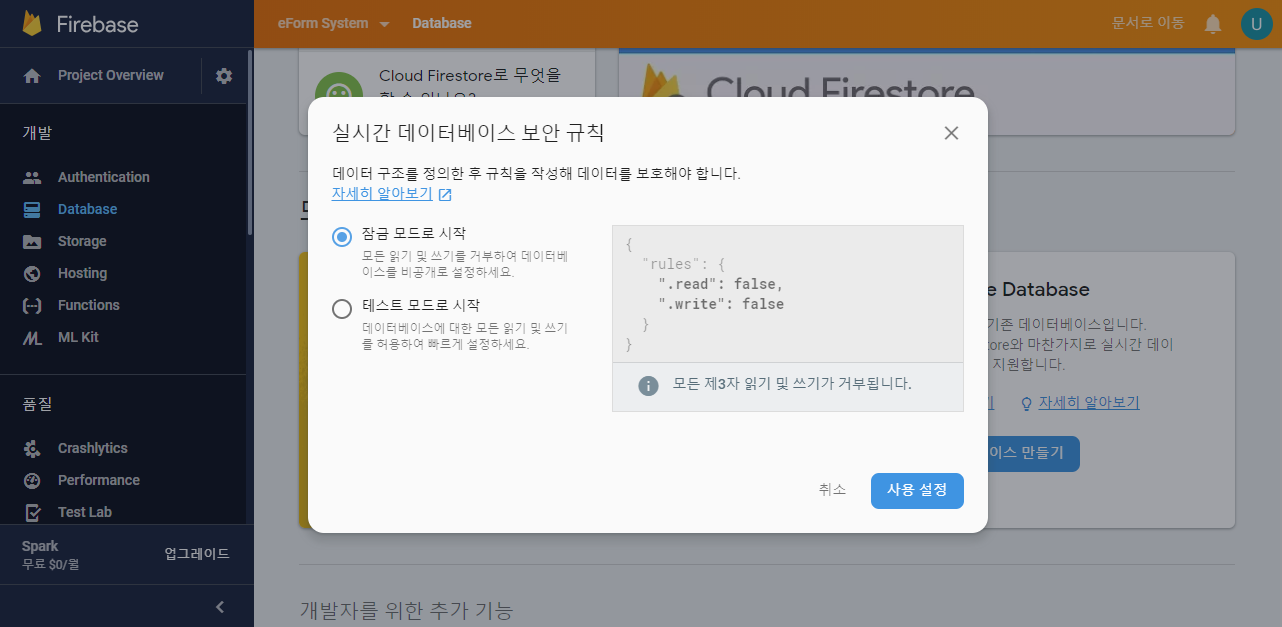 Firebase
eForm System
Database
문서로 이동
U
Project Overview
개발
Authentication
Database
Storage
Hosting
Functions
ML Kit
품질
Crashlytics
Performance
Test Lab
Spark
무료 $0/월
업그레이드
Cloud Firestore로 무엇을
Cloud Firestore
실시간 데이터베이스 보안 규칙
데이터 구조를 정의한 후 규칙을 작성해 데이터를 보호해야 합니다.
자세히 알아보기
잠금 모드로 시작
모든 읽기 및 쓰기를 거부하여 데이터베
이스를 비공개로 설정하세요.
테스트 모드로 시작
데이터베이스에 대한 모든 읽기 및 쓰기
를 허용하여 빠르게 설정하세요.
{
"rules": {
".read": false,
".write": false
}
}
모든 제3자 읽기 및 쓰기가 거부됩니다.
취소
사용 설정
e Database
기존 데이터베이스입니다.
tore와 마찬가지로 실시간 데이
지원합니다.
자세히 알아보기
이스 만들기
개발자를 위한 추가 기능